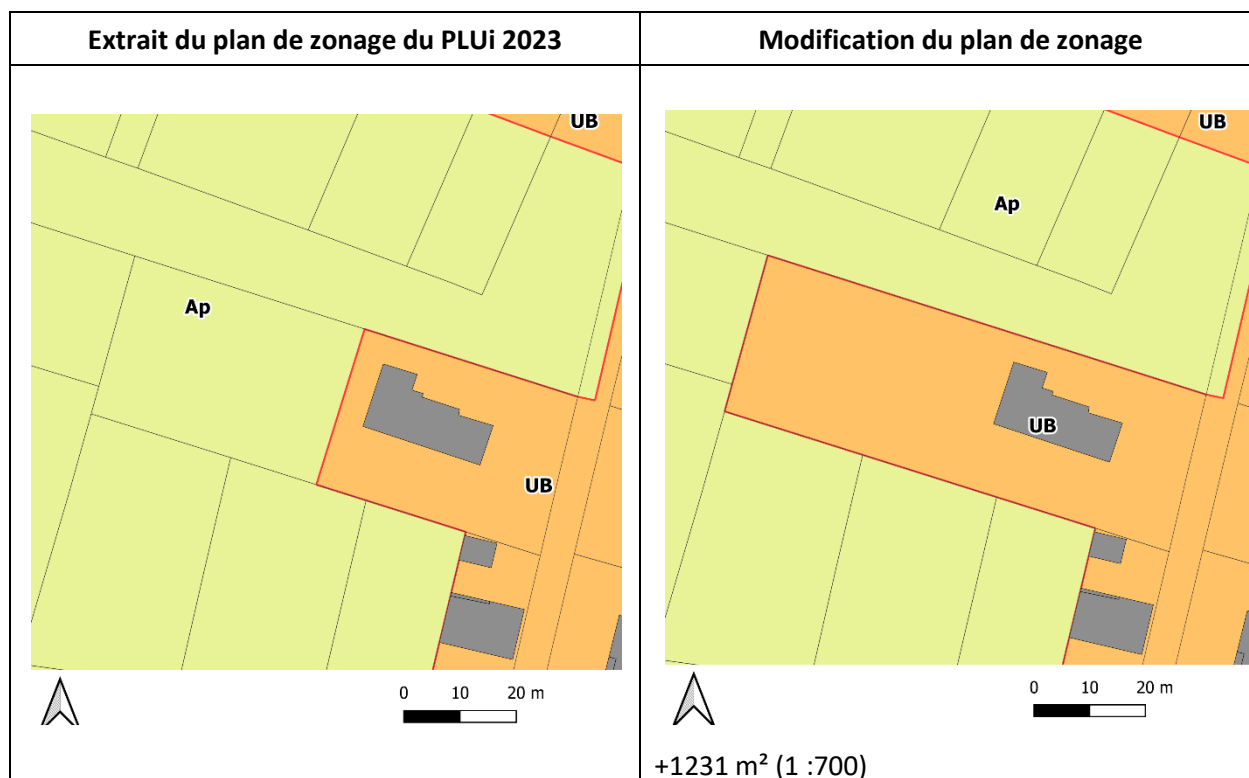 Extrait du plan de zonage du PLUi 2023
Modification du plan de zonage
UB
Ap
UB
0 10 20 m
UB
Ap
UB
0 10 20 m
+1231 m² (1 :700)